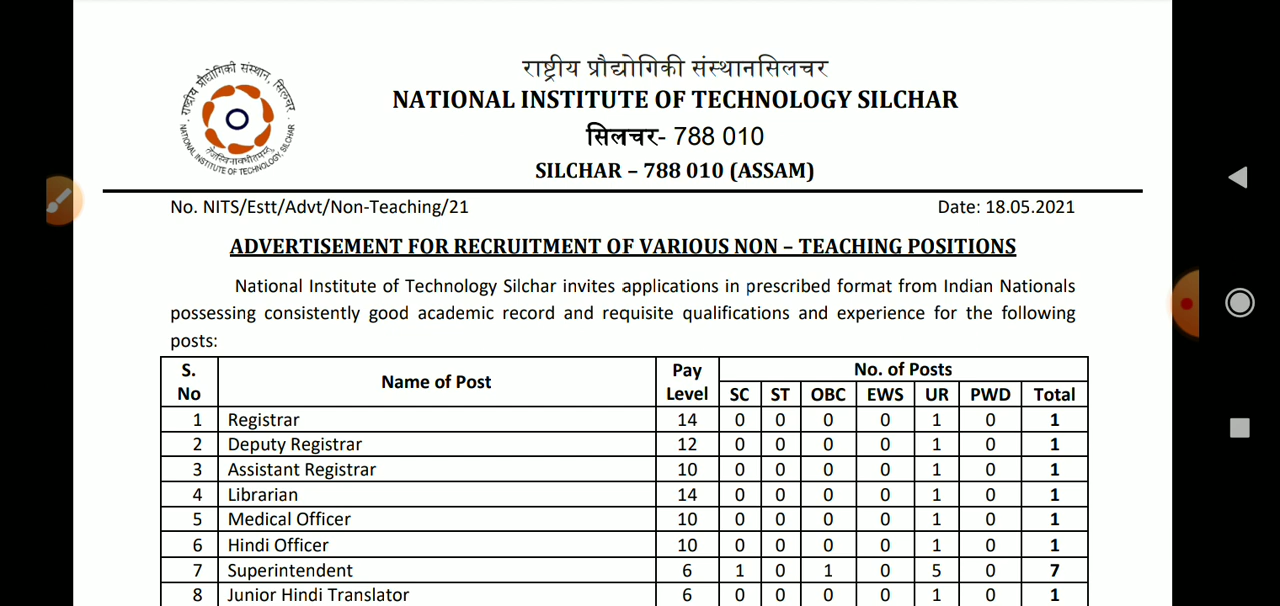 राष्ट्रीय प्रौद्योगिकी संस्थानसिलचर
NATIONAL INSTITUTE OF TECHNOLOGY SILCHAR
सिलचर- 788 010
SILCHAR – 788 010 (ASSAM)
राष्ट्रीय प्रौद्योगिकी संस्थान, सिलचर
NATIONAL INSTITUTE OF TECHNOLOGY, SILCHAR
No. NITS/Estt/Advt/Non-Teaching/21 Date: 18.05.2021
ADVERTISEMENT FOR RECRUITMENT OF VARIOUS NON – TEACHING POSITIONS
National Institute of Technology Silchar invites applications in prescribed format from Indian Nationals
possessing consistently good academic record and requisite qualifications and experience for the following
posts:
S. No Name of Post Pay Level No. of Posts
SC ST OBC EWS UR PWD Total
1 Registrar 14 0 0 0 0 1 0 1
2 Deputy Registrar 12 0 0 0 0 1 0 1
3 Assistant Registrar 10 0 0 0 0 1 0 1
4 Librarian 14 0 0 0 0 1 0 1
5 Medical Officer 10 0 0 0 0 1 0 1
6 Hindi Officer 10 0 0 0 0 1 0 1
7 Superintendent 6 1 0 1 0 5 0 7
8 Junior Hindi Translator 6 0 0 0 0 1 0 1